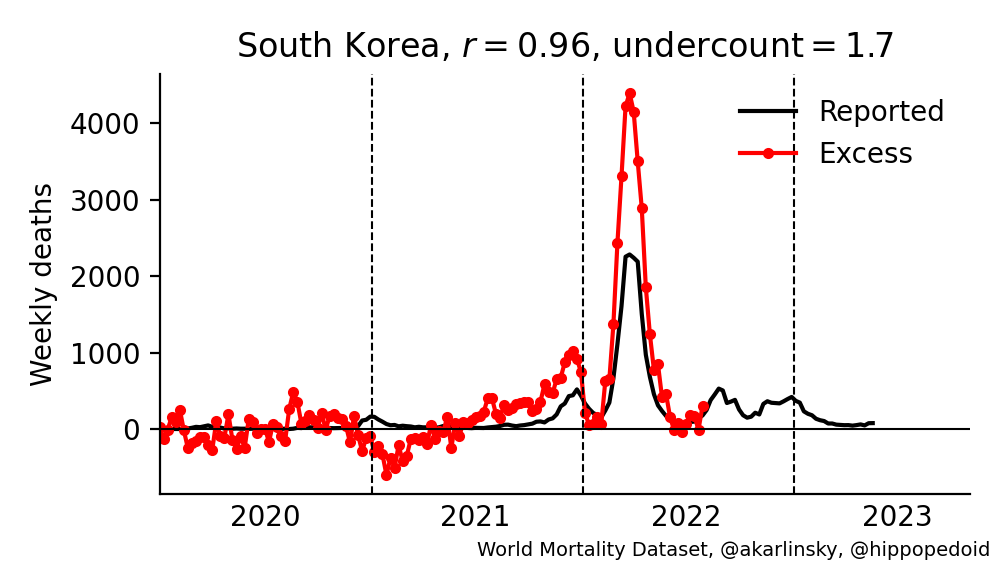 South Korea, r = 0.96, undercount = 1.7
Reported
Excess
Weekly deaths
4000
3000
2000
1000
0
2020 2021 2022 2023
World Mortality Dataset, @akarlinsky, @hippopedoid